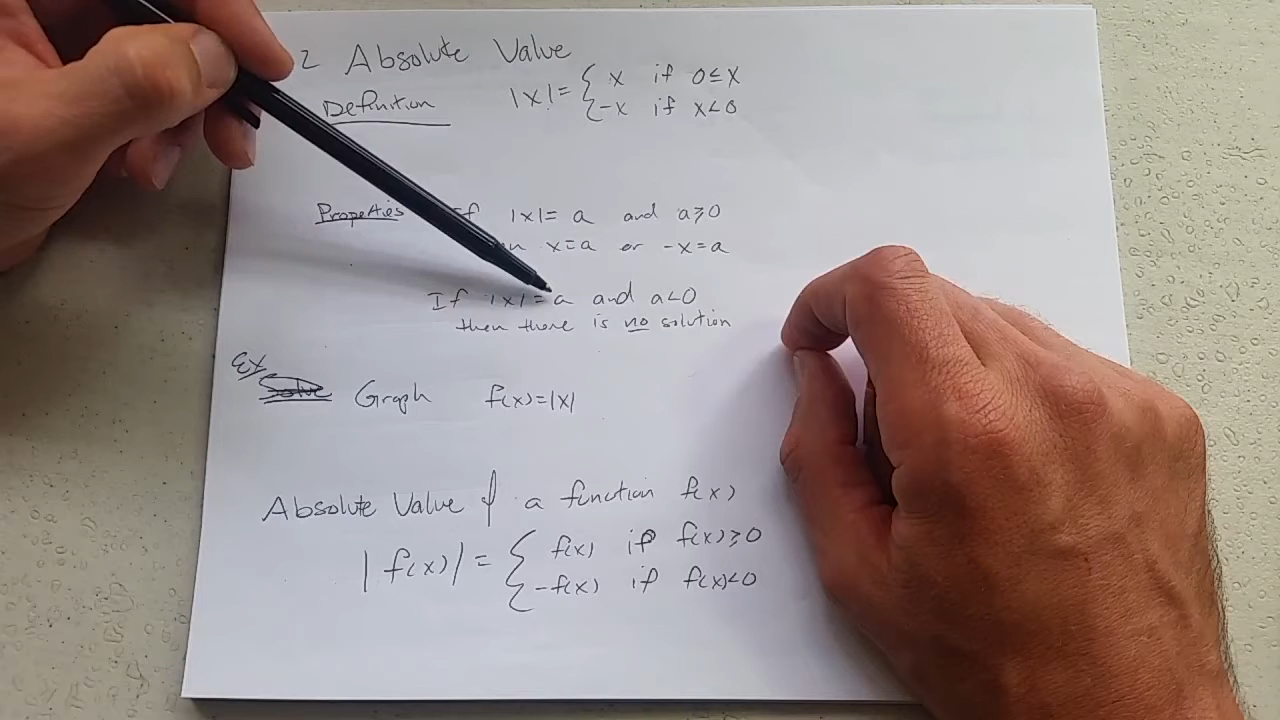 2 Absolute Value
Definition |x| = { x if 0≤x
{ -x if x<0
Properties If |x|= a and a≥0
x=a or -x=a
If |x|=a and a<0
then there is no solution
Ex
Graph f(x)=|x|
Absolute Value of a function f(x)
|f(x)| = { f(x) if f(x)≥0
{ -f(x) if f(x)<0